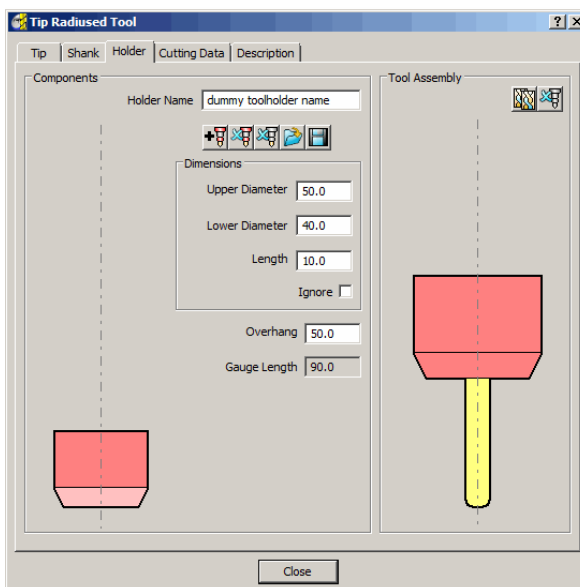 Tip Radiused Tool
Tip Shank Holder Cutting Data Description
Components
Holder Name dummy toolholder name
Dimensions
Upper Diameter 50.0
Lower Diameter 40.0
Length 10.0
Ignore
Overhang 50.0
Gauge Length 90.0
Tool Assembly
Close